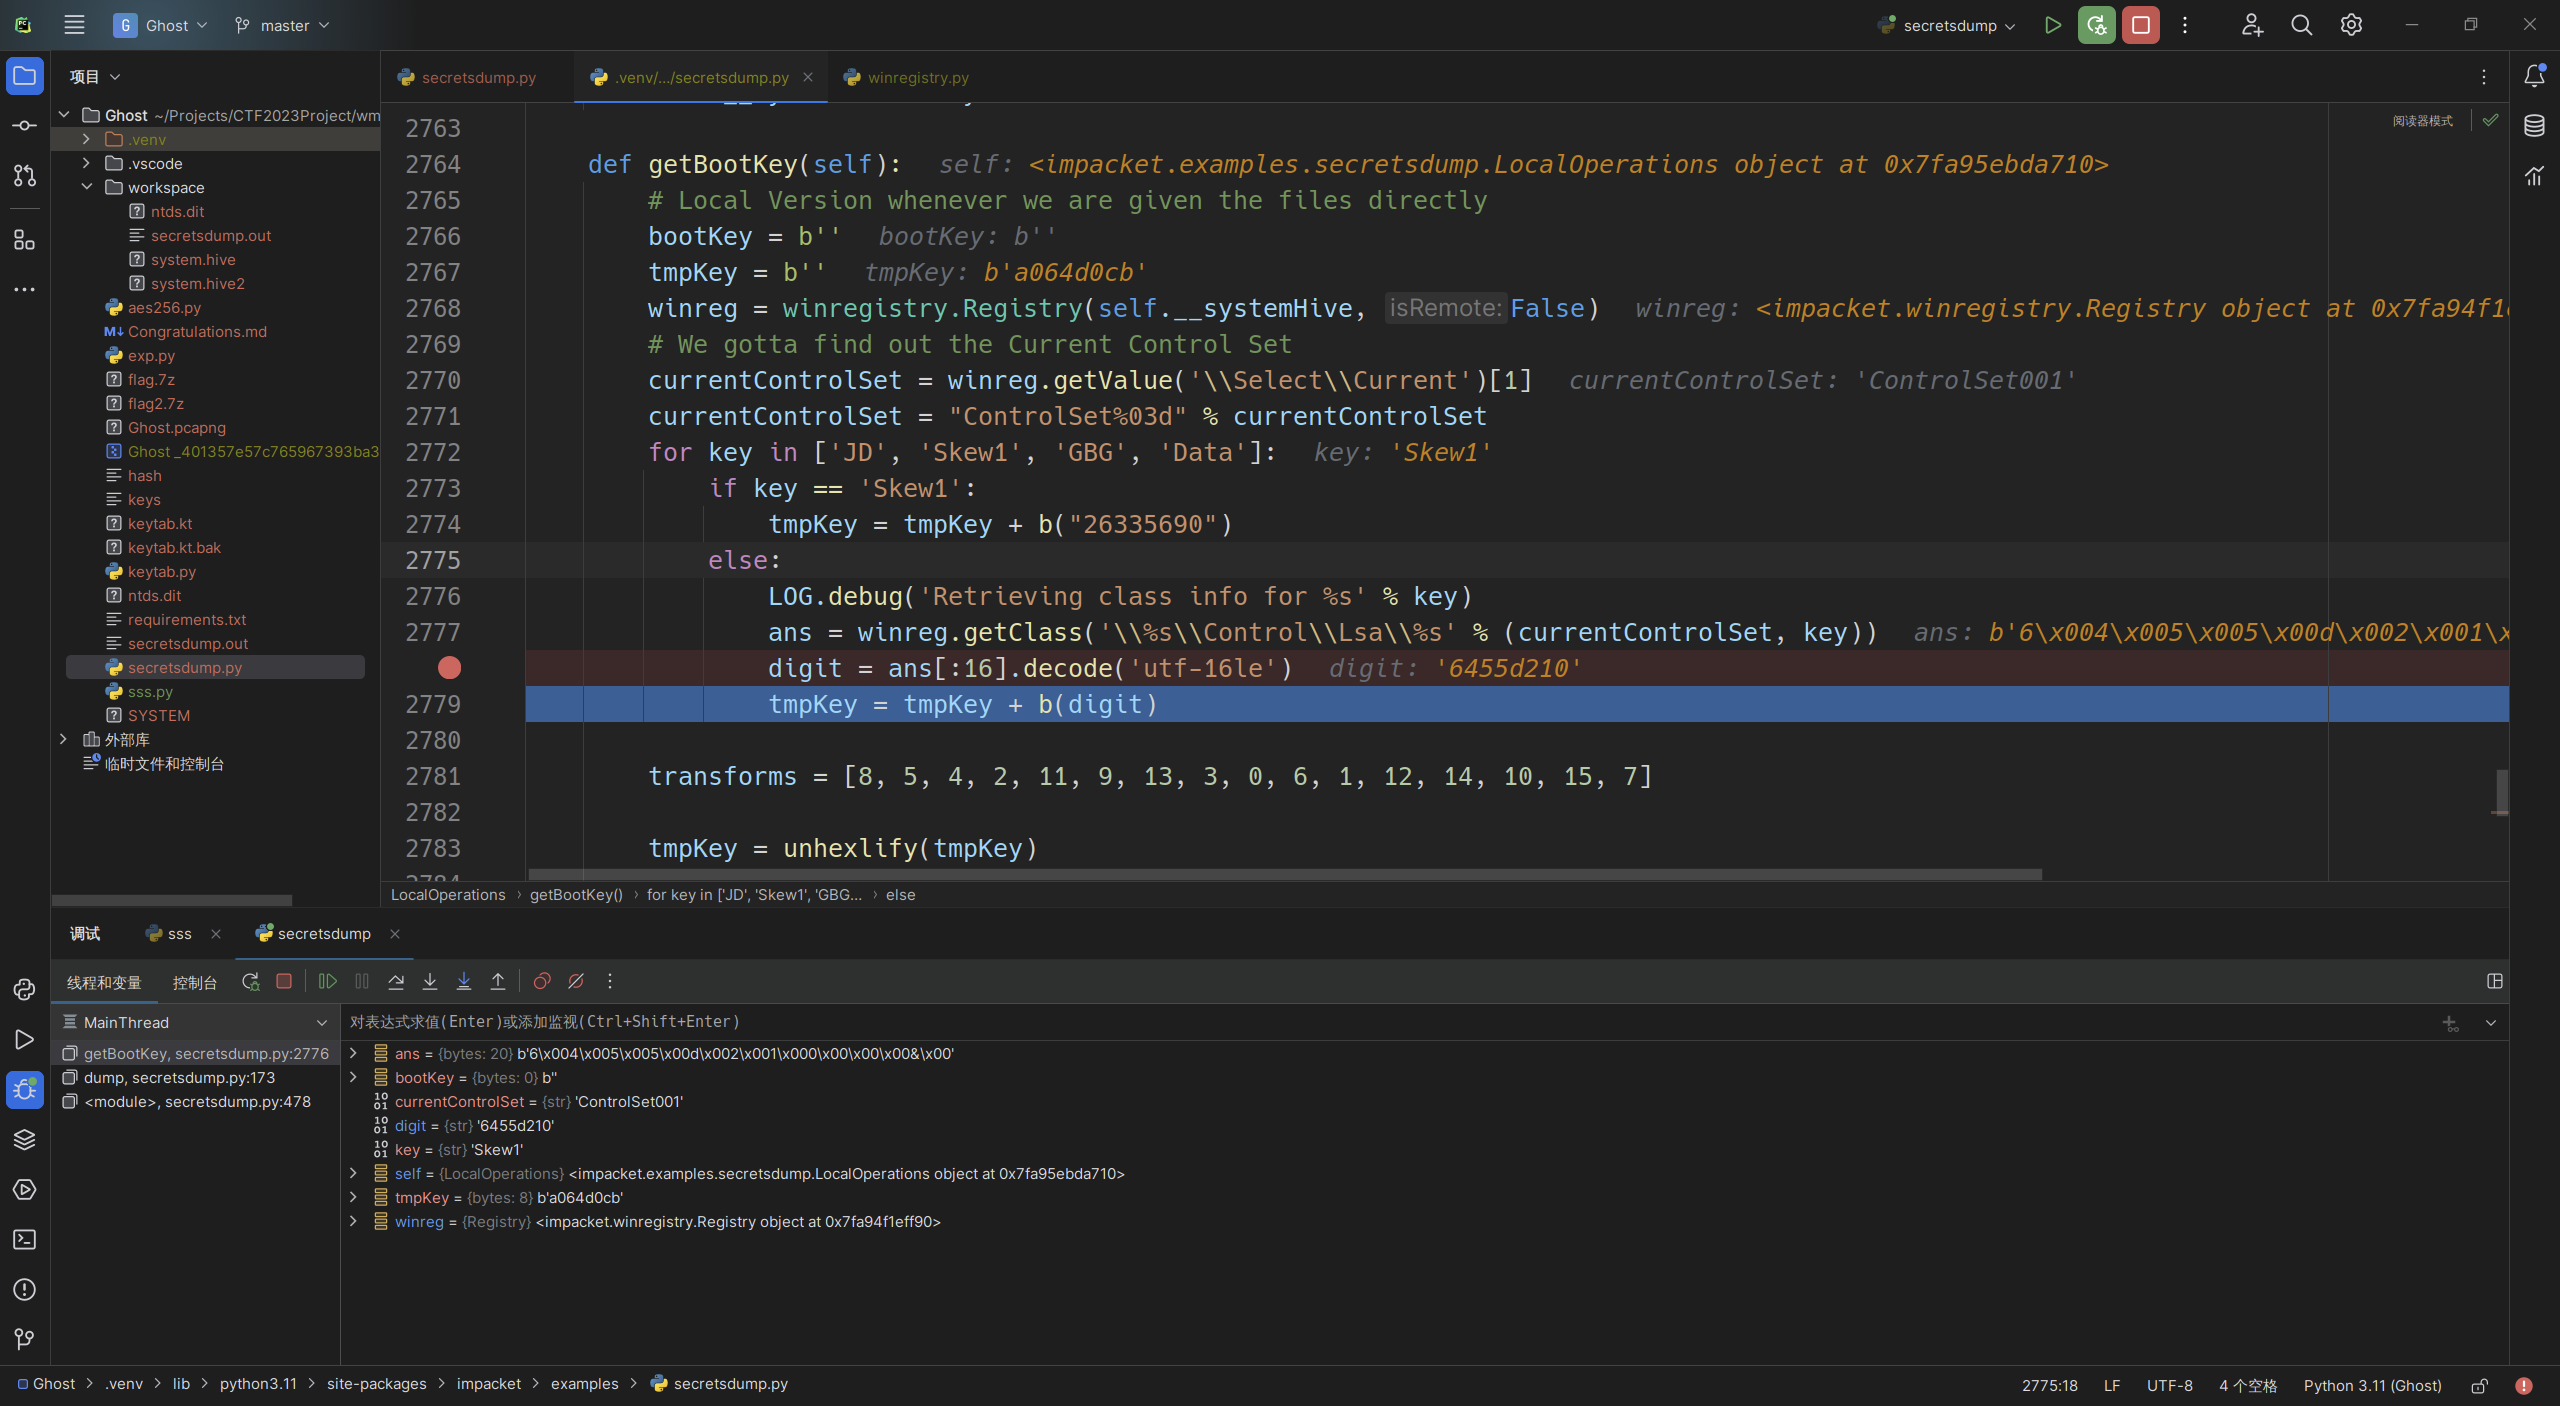 G Ghost master secretsdump
项目
secretsdump.py .venv/.../secretsdump.py winregistry.py
Ghost ~/Projects/CTF2023Project/wm
.venv
.vscode
workspace
ntds.dit
secretsdump.out
system.hive
system.hive2
aes256.py
M↓ Congratulations.md
exp.py
flag.7z
flag2.7z
Ghost.pcapng
Ghost _401357e57c765967393ba3
hash
keys
keytab.kt
keytab.kt.bak
keytab.py
ntds.dit
requirements.txt
secretsdump.out
secretsdump.py
sss.py
SYSTEM
外部库
临时文件和控制台
阅读器模式
2763
2764 def getBootKey(self): self: <impacket.examples.secretsdump.LocalOperations object at 0x7fa95ebda710>
2765 # Local Version whenever we are given the files directly
2766 bootKey = b'' bootKey: b''
2767 tmpKey = b'' tmpKey: b'a064d0cb'
2768 winreg = winregistry.Registry(self.__systemHive, isRemote: False) winreg: <impacket.winregistry.Registry object at 0x7fa94f1
2769 # We gotta find out the Current Control Set
2770 currentControlSet = winreg.getValue('\\Select\\Current')[1] currentControlSet: 'ControlSet001'
2771 currentControlSet = "ControlSet%03d" % currentControlSet
2772 for key in ['JD', 'Skew1', 'GBG', 'Data']: key: 'Skew1'
2773 if key == 'Skew1':
2774 tmpKey = tmpKey + b("26335690")
2775 else:
2776 LOG.debug('Retrieving class info for %s' % key)
2777 ans = winreg.getClass('\\%s\\Control\\Lsa\\%s' % (currentControlSet, key)) ans: b'6\x004\x005\x005\x00d\x002\x001\x
digit = ans[:16].decode('utf-16le') digit: '6455d210'
2779 tmpKey = tmpKey + b(digit)
2780
2781 transforms = [8, 5, 4, 2, 11, 9, 13, 3, 0, 6, 1, 12, 14, 10, 15, 7]
2782
2783 tmpKey = unhexlify(tmpKey)
LocalOperations › getBootKey() › for key in ['JD', 'Skew1', 'GBG... › else
调试 sss secretsdump
线程和变量 控制台
MainThread
getBootKey, secretsdump.py:2776
dump, secretsdump.py:173
<module>, secretsdump.py:478
对表达式求值(Enter)或添加监视(Ctrl+Shift+Enter)
ans = {bytes: 20} b'6\x004\x005\x005\x00d\x002\x001\x000\x00\x00\x00&\x00'
bootKey = {bytes: 0} b''
currentControlSet = {str} 'ControlSet001'
digit = {str} '6455d210'
key = {str} 'Skew1'
self = {LocalOperations} <impacket.examples.secretsdump.LocalOperations object at 0x7fa95ebda710>
tmpKey = {bytes: 8} b'a064d0cb'
winreg = {Registry} <impacket.winregistry.Registry object at 0x7fa94f1eff90>
Ghost > .venv > lib > python3.11 > site-packages > impacket > examples > secretsdump.py
2775:18 LF UTF-8 4 个空格 Python 3.11 (Ghost)